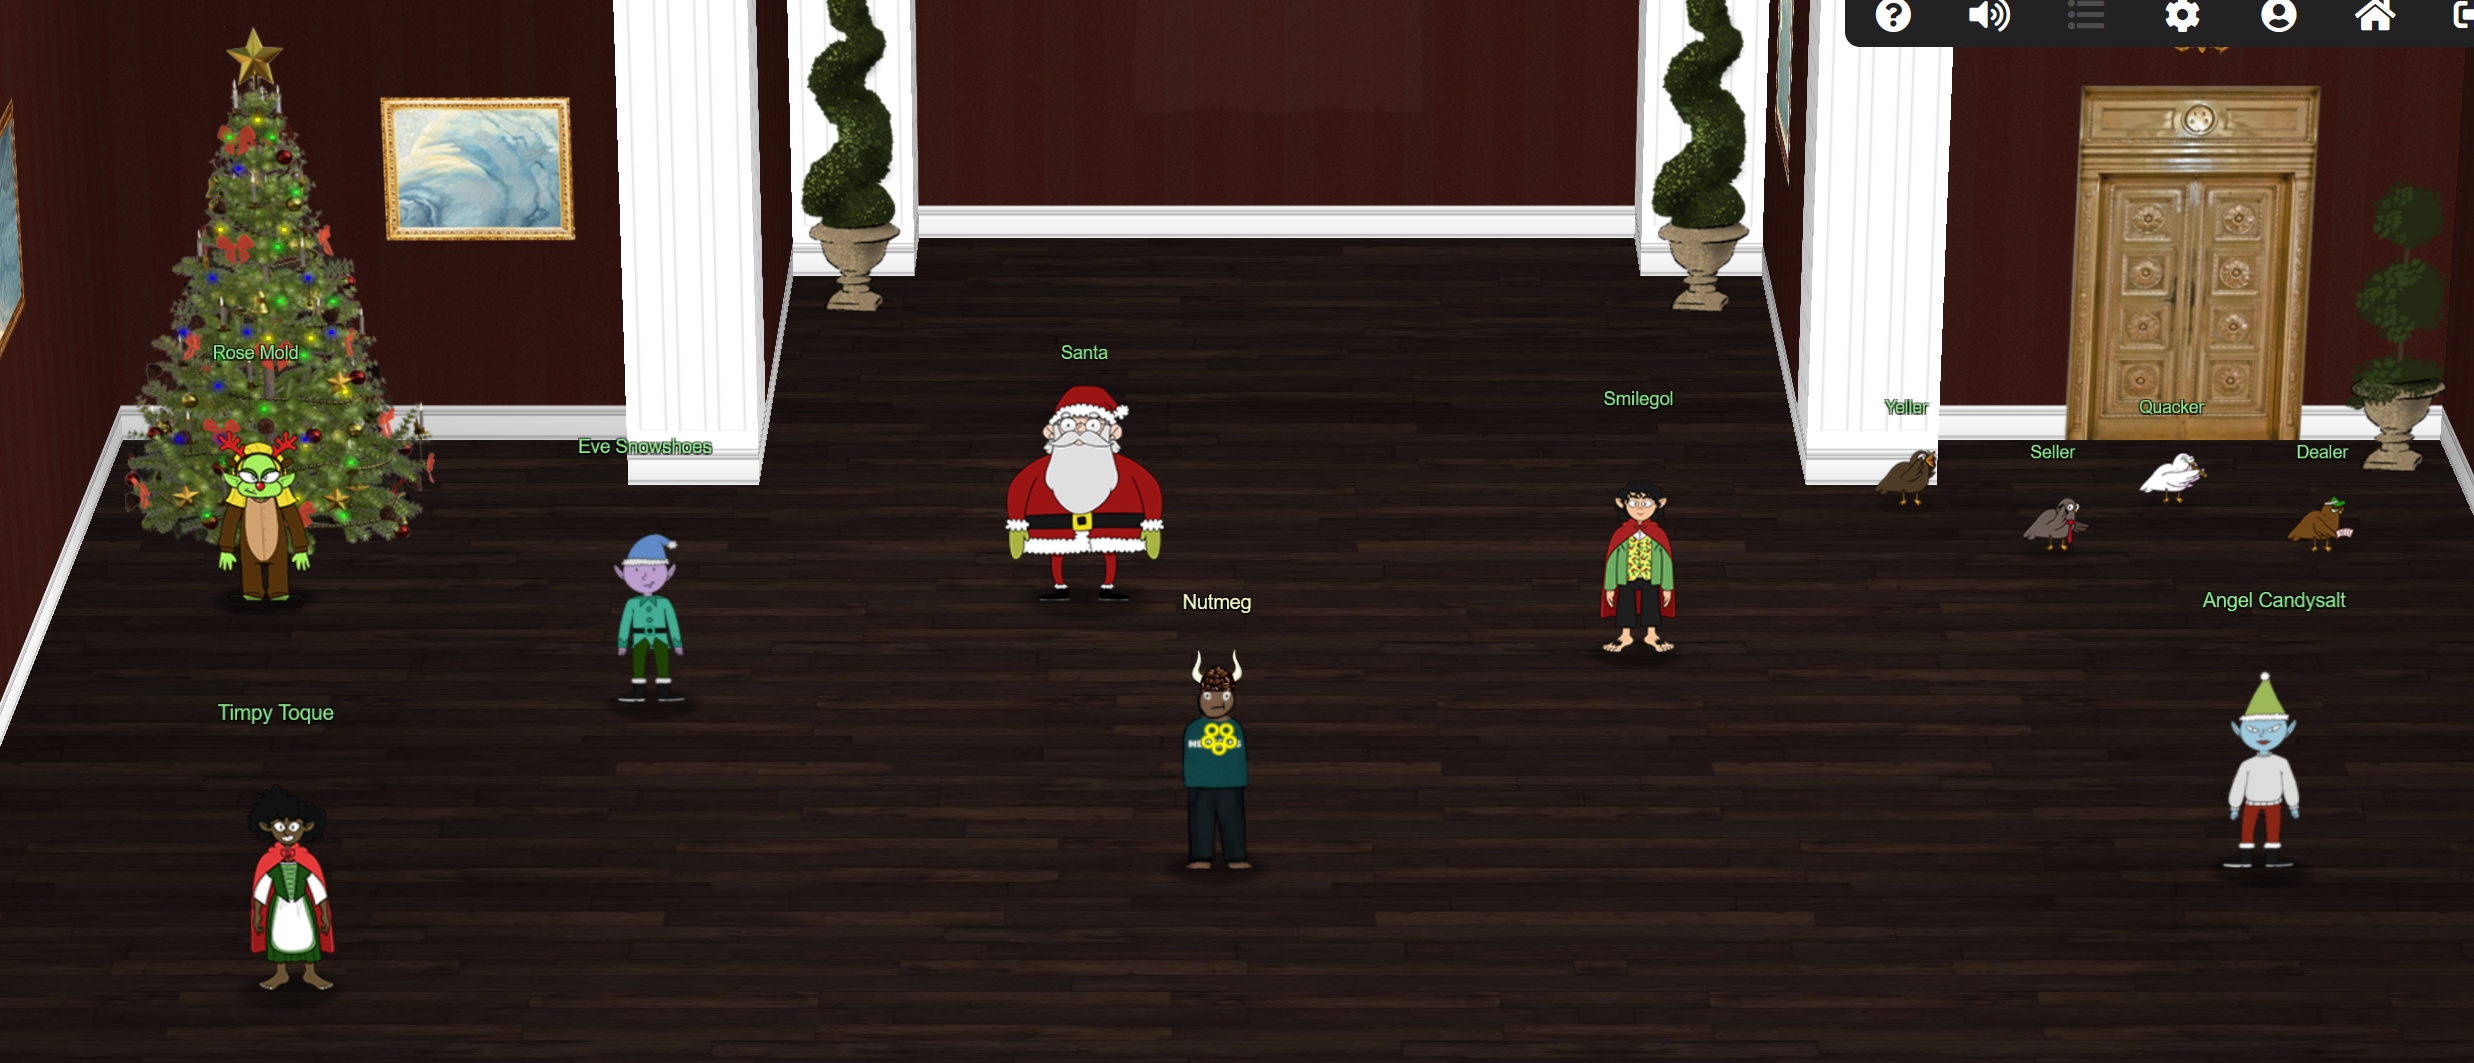 Rose Mold
Santa
Smilegol
Yeller
Quacker
Eve Snowshoes
Seller
Dealer
Nutmeg
Angel Candysalt
Timpy Toque